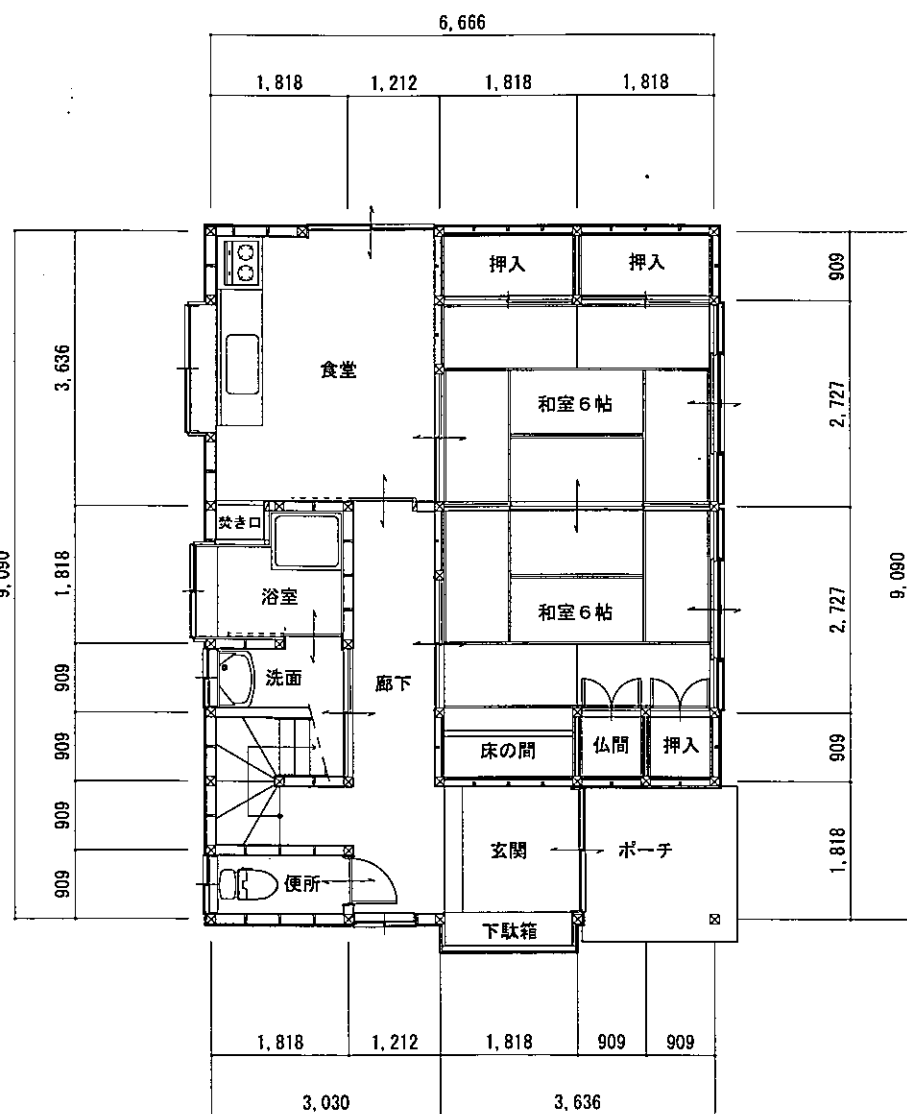 6,666
1,818 1,212 1,818 1,818
押入 押入
909
食堂
3,636
和室6帖
2,727
焚き口
9,090
1,818
浴室
和室6帖
2,727
9,090
909
洗面
廊下
909
床の間 仏間 押入
909
909
玄関 ポーチ
1,818
909
便所
下駄箱
1,818 1,212 1,818 909 909
3,030 3,636